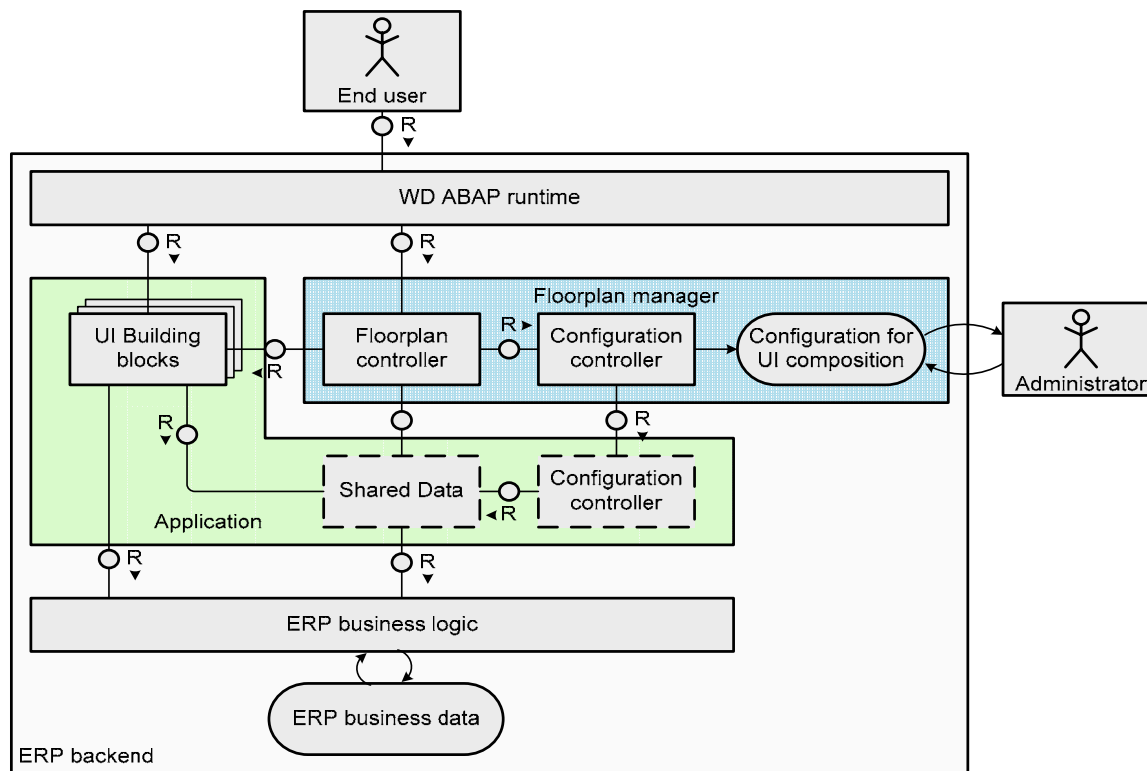 End user
R
WD ABAP runtime
R
R
Floorplan manager
UI Building
blocks
R
Floorplan
controller
R
Configuration
controller
Configuration for
UI composition
Administrator
R
R
Shared Data
R
Configuration
controller
Application
R
R
ERP business logic
ERP business data
ERP backend